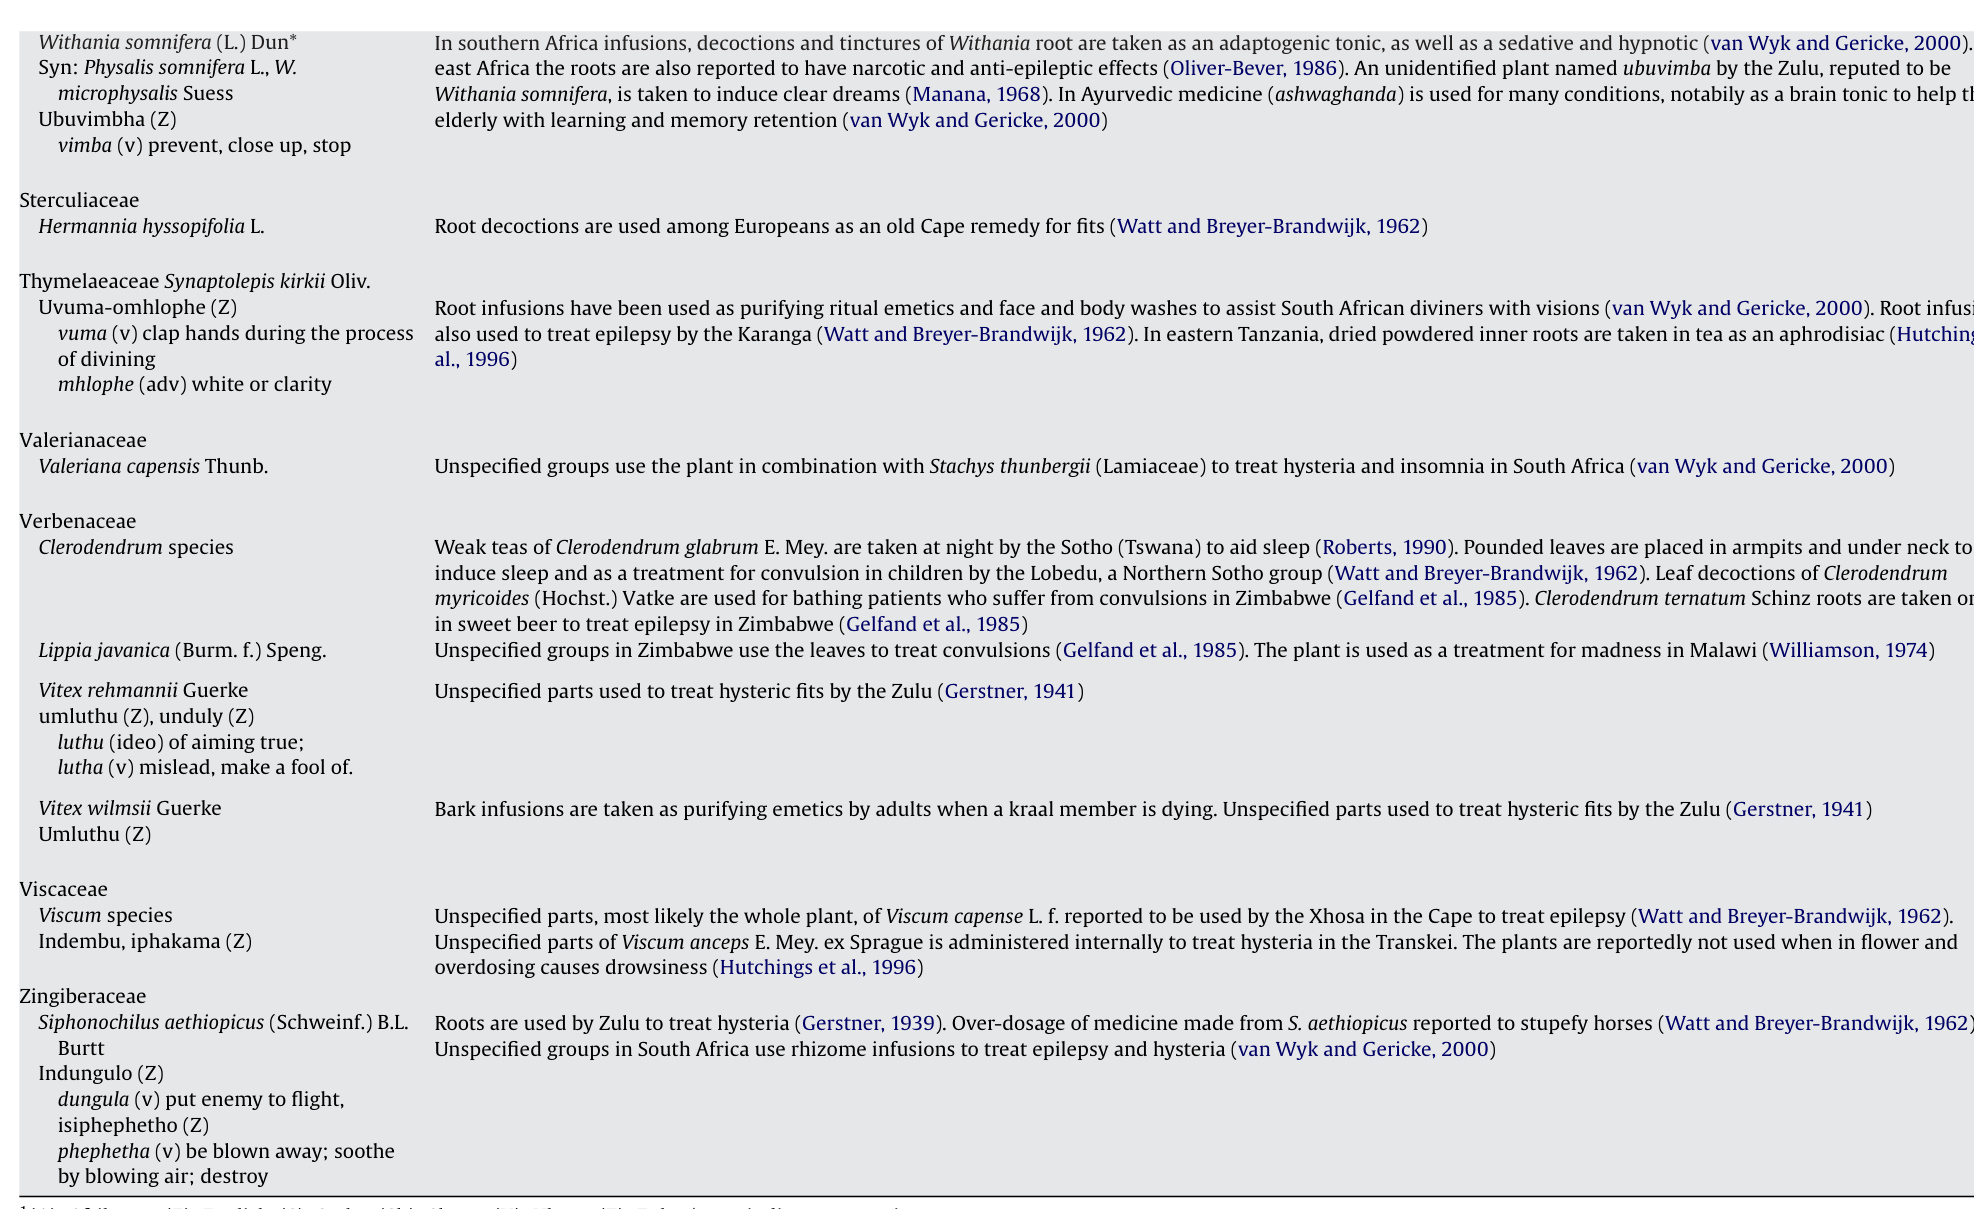 Withania somnifera (L.) Dun*
In southern Africa infusions, decoctions and tinctures of Withania root are taken as an adaptogenic tonic, as well as a sedative and hypnotic (van Wyk and Gericke, 2000).
Syn: Physalis somnifera L., W.
east Africa the roots are also reported to have narcotic and anti-epileptic effects (Oliver-Bever, 1986). An unidentified plant named ubuvimba by the Zulu, reputed to be
microphysalis Suess
Withania somnifera, is taken to induce clear dreams (Manana, 1968). In Ayurvedic medicine (ashwaghanda) is used for many conditions, notabily as a brain tonic to help
Ubuvimbha (Z)
elderly with learning and memory retention (van Wyk and Gericke, 2000)
vimba (v) prevent, close up, stop
Sterculiaceae
Hermannia hyssopifolia L.
Root decoctions are used among Europeans as an old Cape remedy for fits (Watt and Breyer-Brandwijk, 1962)
Thymelaeaceae Synaptolepis kirkii Oliv.
Uvuma-omhlophe (Z)
Root infusions have been used as purifying ritual emetics and face and body washes to assist South African diviners with visions (van Wyk and Gericke, 2000). Root
vuma (v) clap hands during the process
also used to treat epilepsy by the Karanga (Watt and Breyer-Brandwijk, 1962). In eastern Tanzania, dried powdered inner roots are taken in tea as an aphrodisiac
of divining
al., 1996)
mhlophe (adv) white or clarity
Valerianaceae
Valeriana capensis Thunb.
Unspecified groups use the plant in combination with Stachys thunbergii (Lamiaceae) to treat hysteria and insomnia in South Africa (van Wyk and Gericke, 2000)
Verbenaceae
Clerodendrum species
Weak teas of Clerodendrum glabrum E. Mey. are taken at night by the Sotho (Tswana) to aid sleep (Roberts, 1990). Pounded leaves are placed in armpits and under neck to
induce sleep and as a treatment for convulsion in children by the Lobedu, a Northern Sotho group (Watt and Breyer-Brandwijk, 1962). Leaf decoctions of Clerodendrum
myricoides (Hochst.) Vatke are used for bathing patients who suffer from convulsions in Zimbabwe (Gelfand et al., 1985). Clerodendrum ternatum Schinz roots are taken
in sweet beer to treat epilepsy in Zimbabwe (Gelfand et al., 1985)
Lippia javanica (Burm. f.) Speng.
Unspecified groups in Zimbabwe use the leaves to treat convulsions (Gelfand et al., 1985). The plant is used as a treatment for madness in Malawi (Williamson, 1974)
Vitex rehmannii Guerke
Unspecified parts used to treat hysteric fits by the Zulu (Gerstner, 1941)
umluthu (Z), unduly (Z)
luthu (ideo) of aiming true;
lutha (v) mislead, make a fool of.
Vitex wilmsii Guerke
Bark infusions are taken as purifying emetics by adults when a kraal member is dying. Unspecified parts used to treat hysteric fits by the Zulu (Gerstner, 1941)
Umluthu (Z)
Viscaceae
Viscum species
Unspecified parts, most likely the whole plant, of Viscum capense L. f. reported to be used by the Xhosa in the Cape to treat epilepsy (Watt and Breyer-Brandwijk, 1962).
Indembu, iphakama (Z)
Unspecified parts of Viscum anceps E. Mey. ex Sprague is administered internally to treat hysteria in the Transkei. The plants are reportedly not used when in flower and
overdosing causes drowsiness (Hutchings et al., 1996)
Zingiberaceae
Siphonochilus aethiopicus (Schweinf.) B.L.
Roots are used by Zulu to treat hysteria (Gerstner, 1939). Over-dosage of medicine made from S. aethiopicus reported to stupefy horses (Watt and Breyer-Brandwijk, 1962)
Burtt
Unspecified groups in South Africa use rhizome infusions to treat epilepsy and hysteria (van Wyk and Gericke, 2000)
Indungulo (Z)
dungula (v) put enemy to flight,
isiphephetho (Z)
phephetha (v) be blown away; soothe
by blowing air; destroy